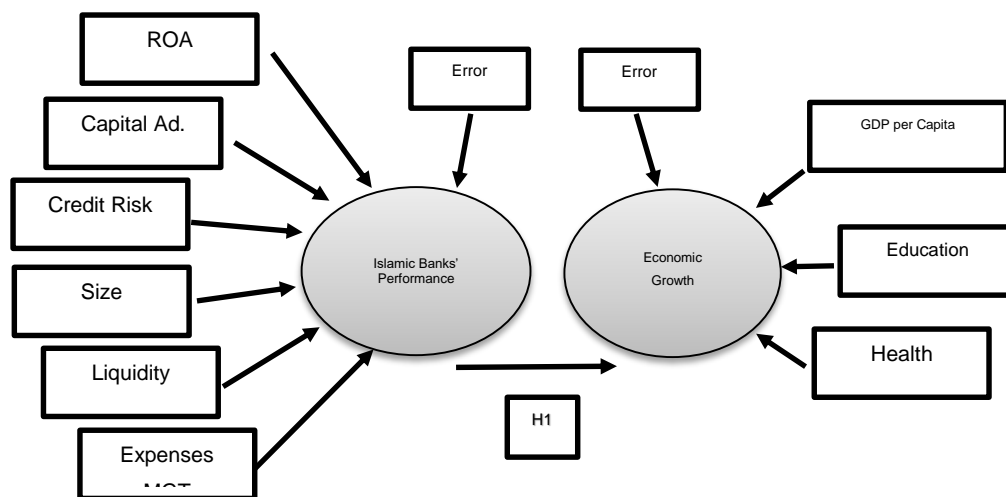 ROA
Error
Error
Capital Ad.
GDP per Capita
Credit Risk
Education
Islamic Banks'
Performance
Economic
Growth
Size
Liquidity
Health
H1
Expenses